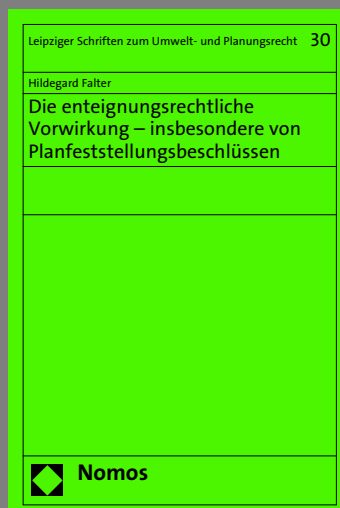 Leipziger Schriften zum Umwelt- und Planungsrecht 30
Hildegard Falter
Die enteignungsrechtliche
Vorwirkung – insbesondere von
Planfeststellungsbeschlüssen
Nomos